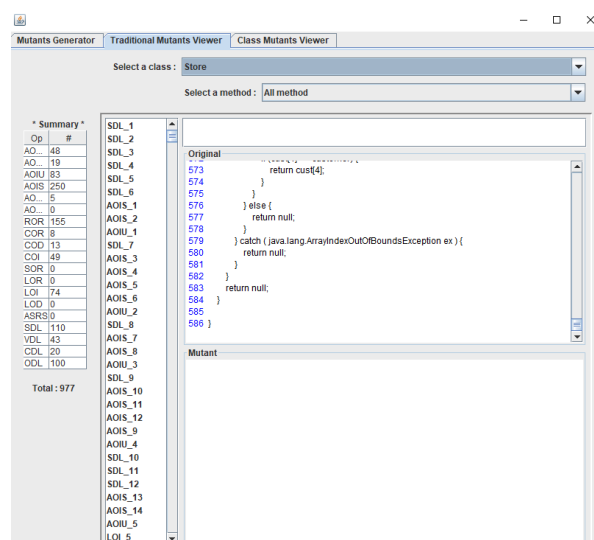 Mutants Generator Traditional Mutants Viewer Class Mutants Viewer
Select a class : Store
Select a method : All method
* Summary *
Op #
AO... 48
AO... 19
AOIU 83
AOIS 250
AO... 5
AO... 0
ROR 155
COR 8
COD 13
COI 49
SOR 0
LOR 0
LOI 74
LOD 0
ASRS 0
SDL 110
VDL 43
CDL 20
ODL 100
Total : 977
SDL_1
SDL_2
SDL_3
SDL_4
SDL_5
SDL_6
AOIS_1
AOIS_2
AOIU_1
SDL_7
AOIS_3
AOIS_4
AOIS_5
AOIS_6
AOIU_2
SDL_8
AOIS_7
AOIS_8
AOIU_3
SDL_9
AOIS_10
AOIS_11
AOIS_12
AOIS_9
AOIU_4
SDL_10
SDL_11
SDL_12
AOIS_13
AOIS_14
AOIU_5
LOI_5
Original
573 return cust[4];
574 }
575 }
576 } else {
577 return null;
578 }
579 } catch ( java.lang.ArrayIndexOutOfBoundsException ex ) {
580 return null;
581 }
582 }
583 return null;
584 }
585
586 }
Mutant